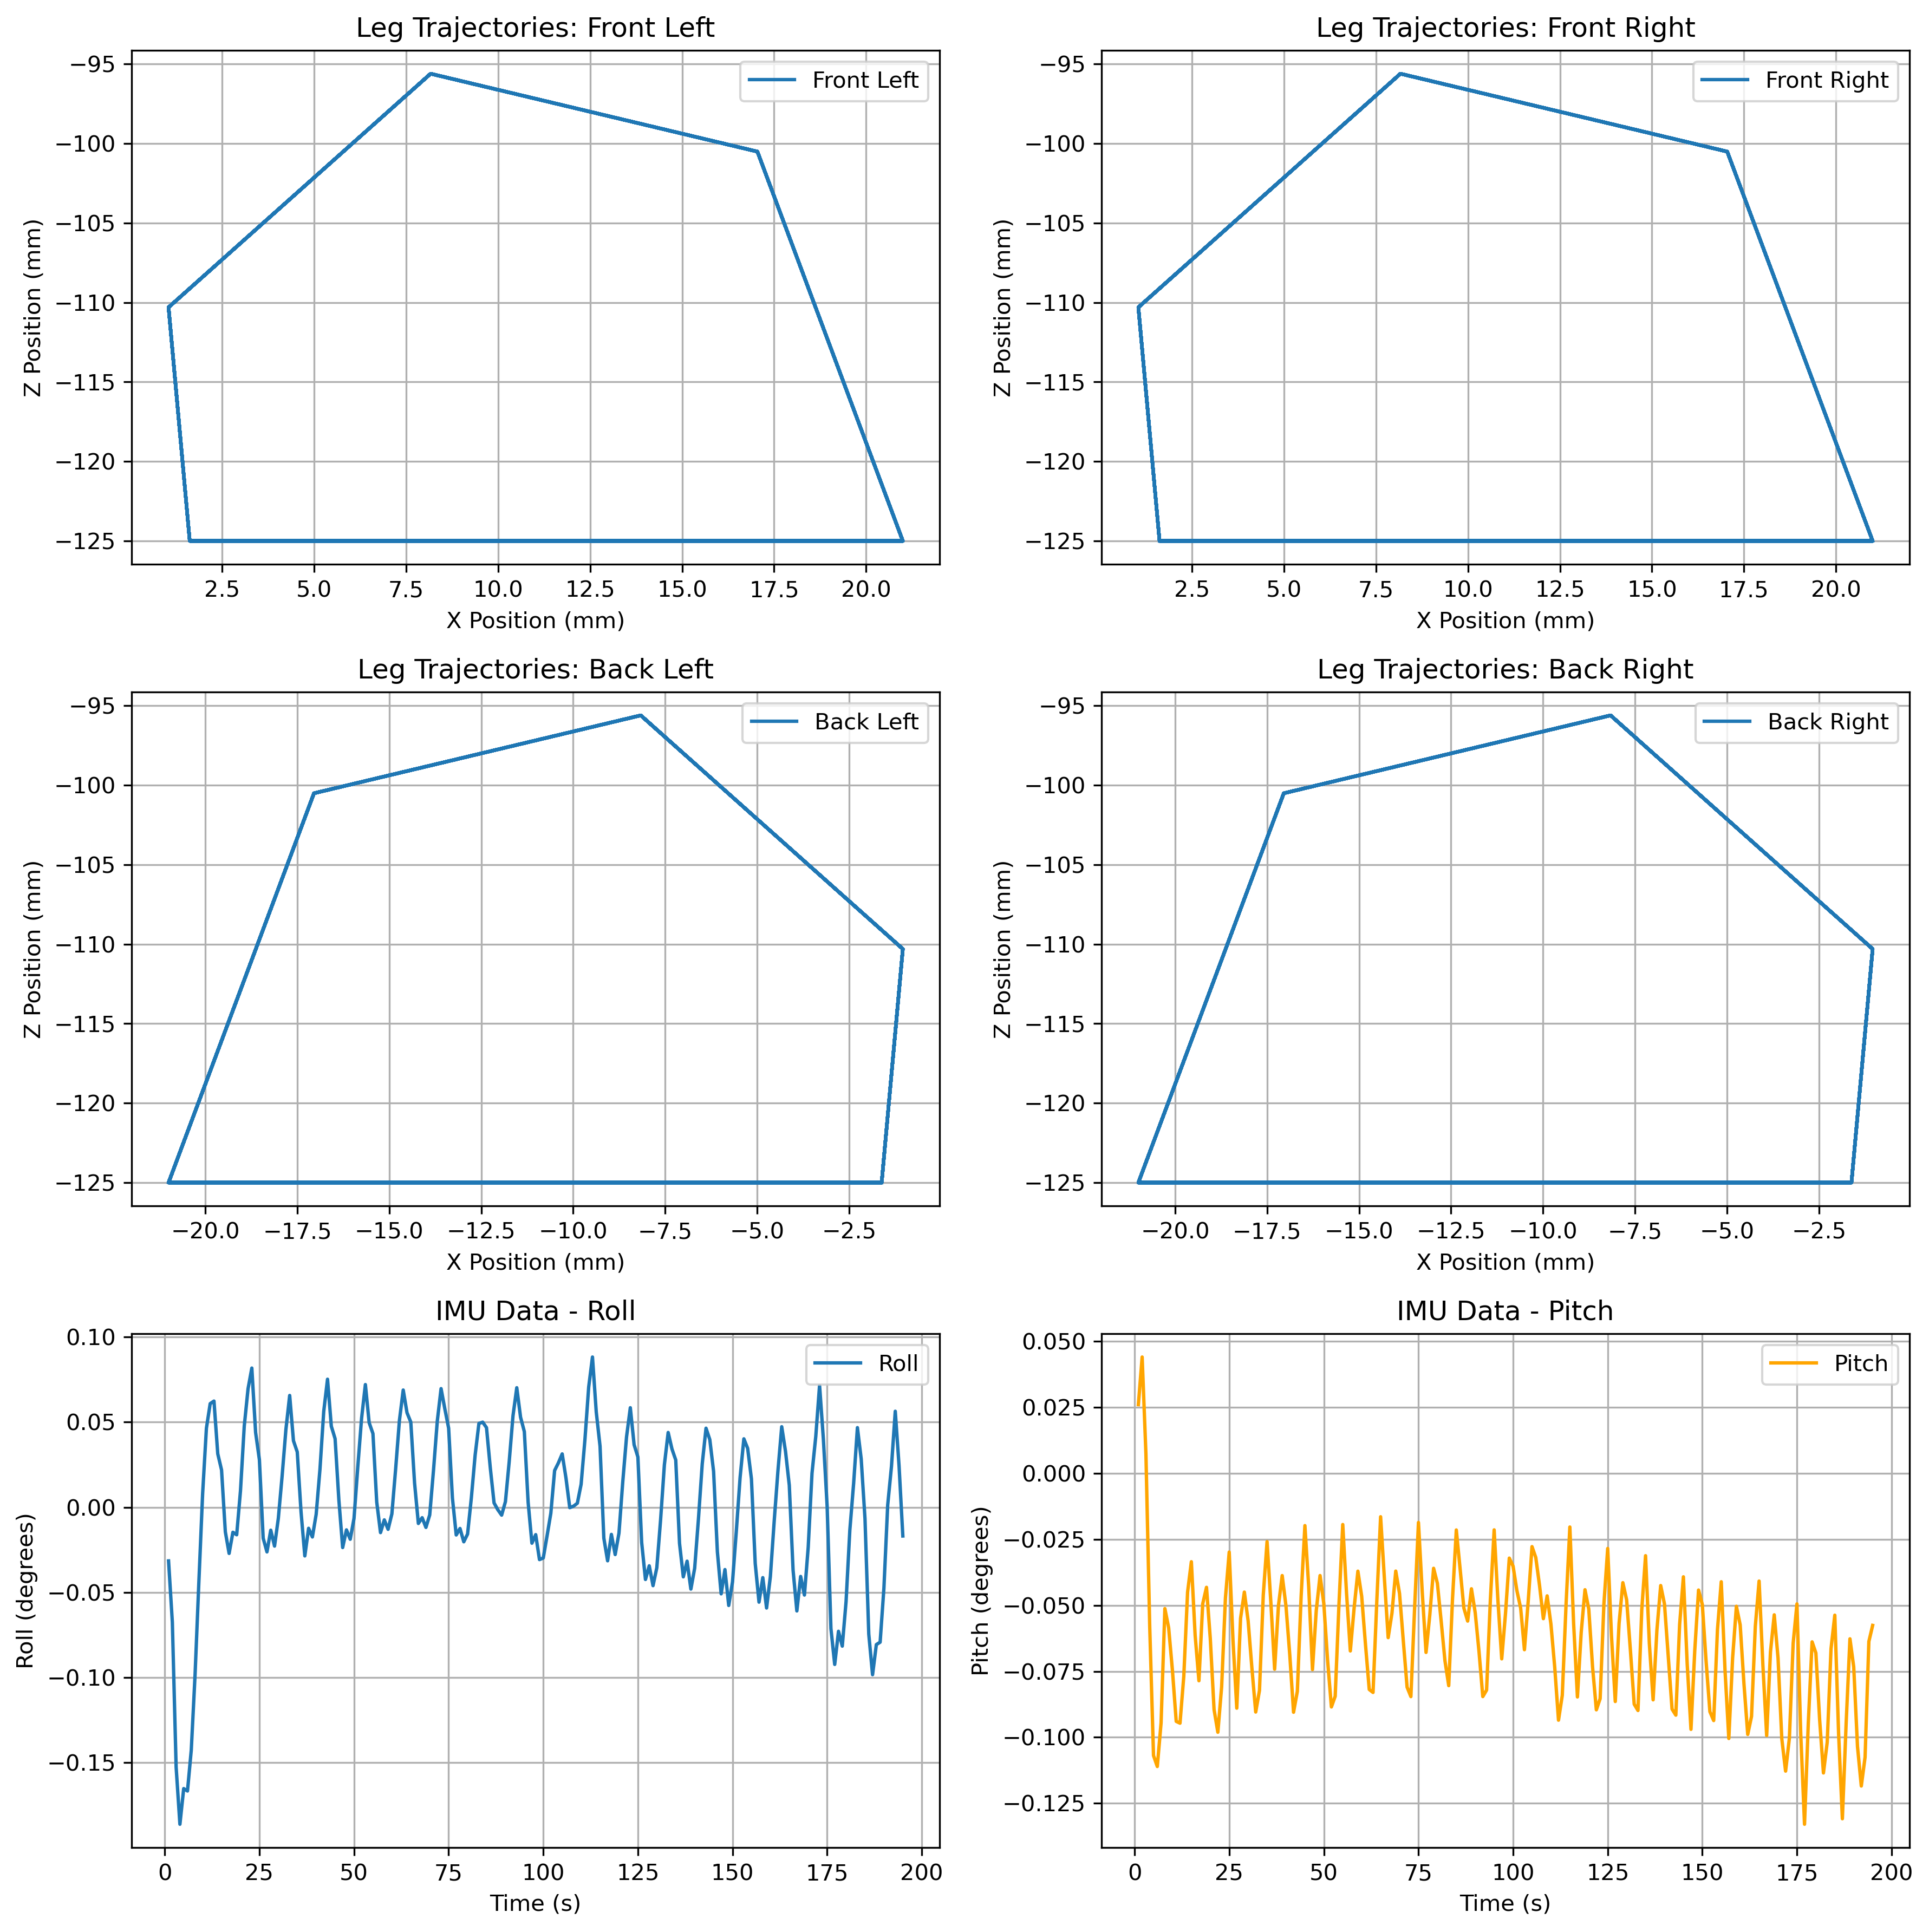 Leg Trajectories: Front Left
Front Left
−95
−100
−105
−110
−115
−120
−125
Z Position (mm)
2.5 5.0 7.5 10.0 12.5 15.0 17.5 20.0
X Position (mm)
Leg Trajectories: Front Right
Front Right
−95
−100
−105
−110
−115
−120
−125
Z Position (mm)
2.5 5.0 7.5 10.0 12.5 15.0 17.5 20.0
X Position (mm)
Leg Trajectories: Back Left
Back Left
−95
−100
−105
−110
−115
−120
−125
Z Position (mm)
−20.0 −17.5 −15.0 −12.5 −10.0 −7.5 −5.0 −2.5
X Position (mm)
Leg Trajectories: Back Right
Back Right
−95
−100
−105
−110
−115
−120
−125
Z Position (mm)
−20.0 −17.5 −15.0 −12.5 −10.0 −7.5 −5.0 −2.5
X Position (mm)
IMU Data - Roll
Roll
0.10
0.05
0.00
−0.05
−0.10
−0.15
Roll (degrees)
0 25 50 75 100 125 150 175 200
Time (s)
IMU Data - Pitch
Pitch
0.050
0.025
0.000
−0.025
−0.050
−0.075
−0.100
−0.125
Pitch (degrees)
0 25 50 75 100 125 150 175 200
Time (s)